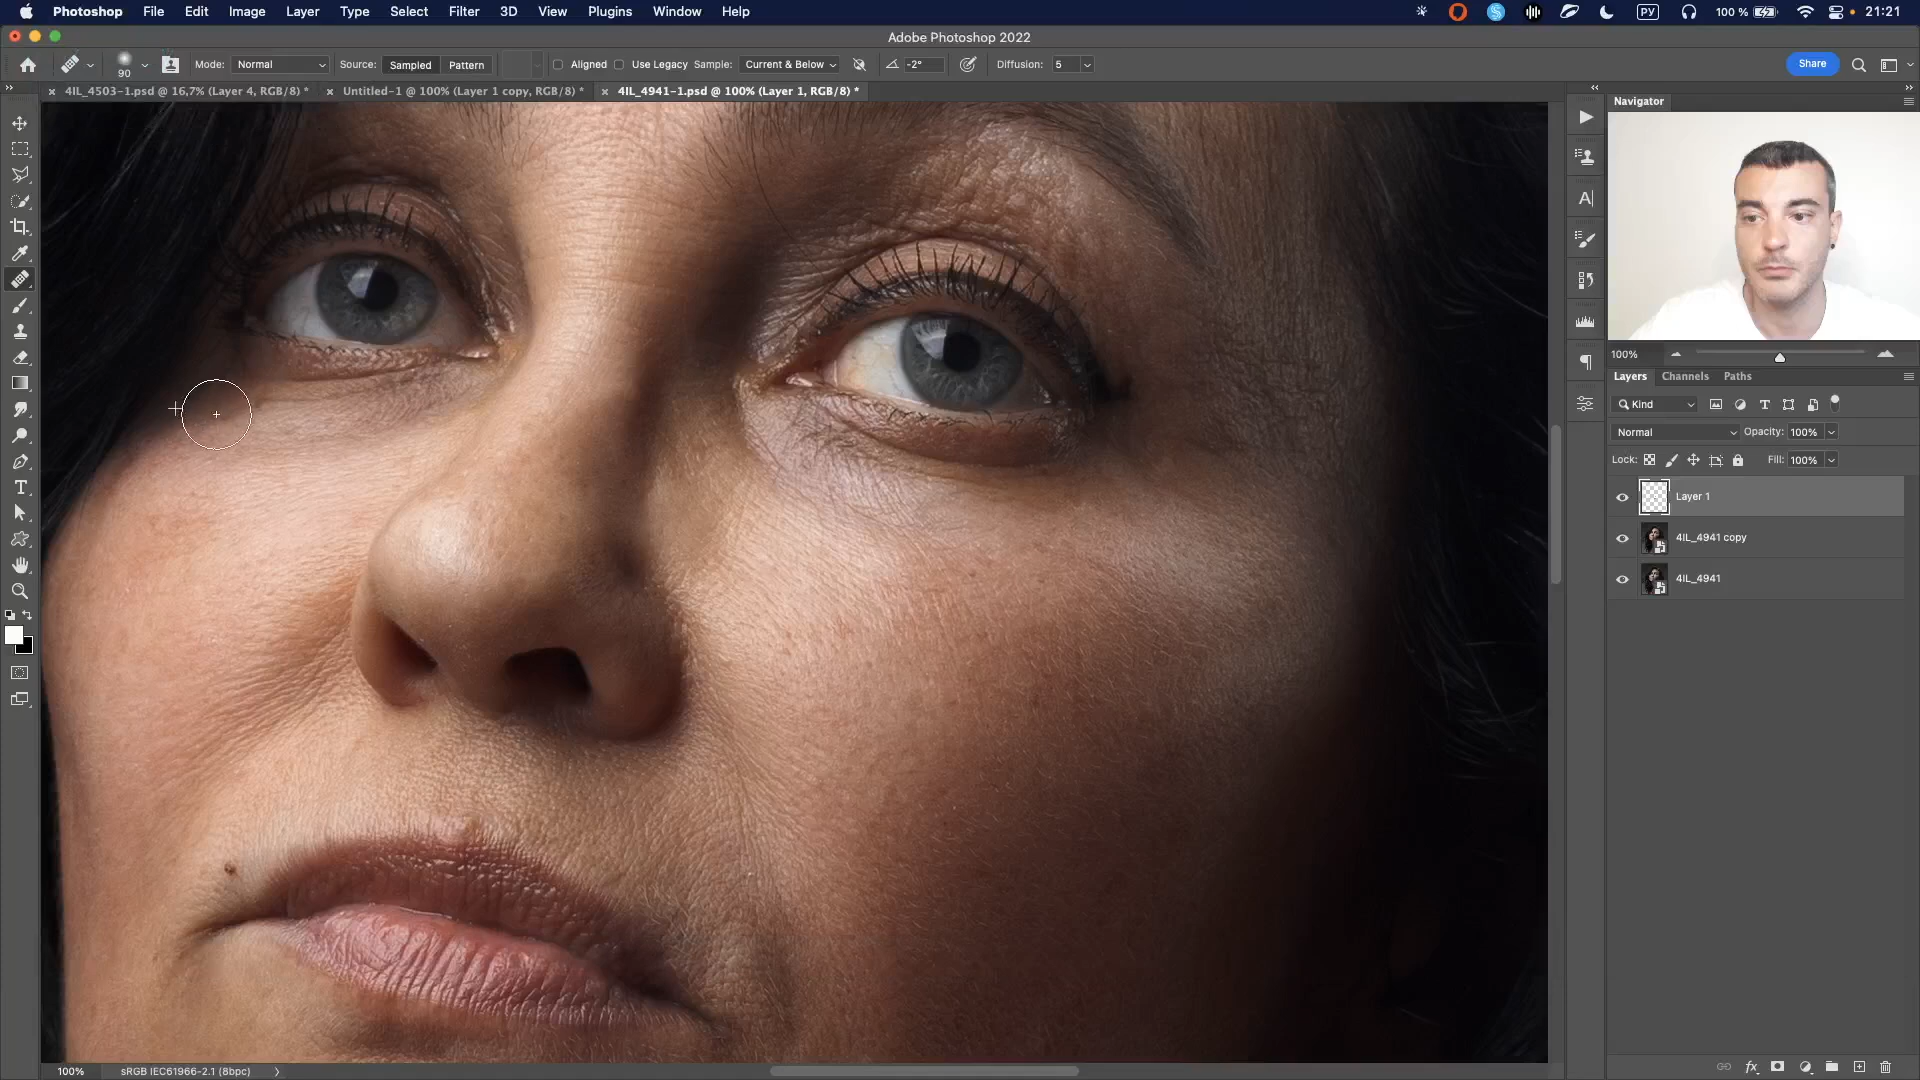 Photoshop File Edit Image Layer Type Select Filter 3D View Plugins Window Help РУ 100 % 21:21
Adobe Photoshop 2022
90 Mode: Normal Source: Sampled Pattern Aligned Use Legacy Sample: Current & Below -2° Diffusion: 5 Share
4IL_4503-1.psd @ 16,7% (Layer 4, RGB/8) * Untitled-1 @ 100% (Layer 1 copy, RGB/8) * 4IL_4941-1.psd @ 100% (Layer 1, RGB/8) *
Navigator
100%
Layers Channels Paths
Kind
Normal Opacity: 100%
Lock: Fill: 100%
Layer 1
4IL_4941 copy
4IL_4941
100% sRGB IEC61966-2.1 (8bpc)